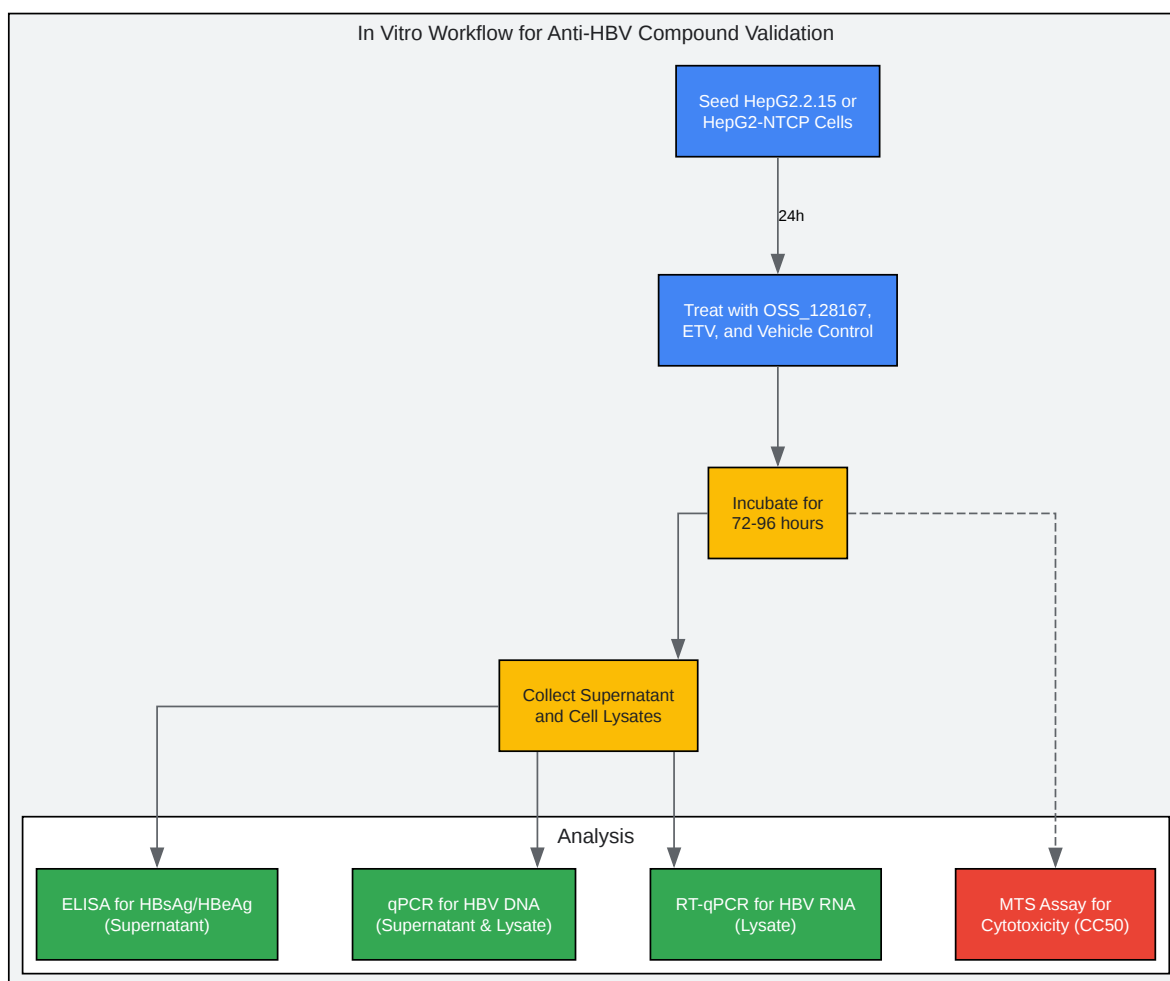 In Vitro Workflow for Anti-HBV Compound Validation
Seed HepG2.2.15 or
HepG2-NTCP Cells
24h
Treat with OSS_128167,
ETV, and Vehicle Control
Incubate for
72-96 hours
Collect Supernatant
and Cell Lysates
Analysis
ELISA for HBsAg/HBeAg
(Supernatant)
qPCR for HBV DNA
(Supernatant & Lysate)
RT-qPCR for HBV RNA
(Lysate)
MTS Assay for
Cytotoxicity (CC50)